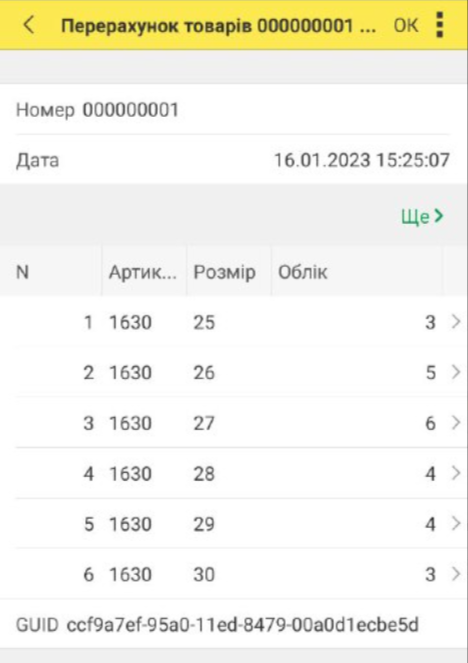 Перерахунок товарів 000000001 ... ОК
Номер 000000001
Дата 16.01.2023 15:25:07
Ще
N Артик... Розмір Облік
1 1630 25 3
2 1630 26 5
3 1630 27 6
4 1630 28 4
5 1630 29 4
6 1630 30 3
GUID ccf9a7ef-95a0-11ed-8479-00a0d1ecbe5d